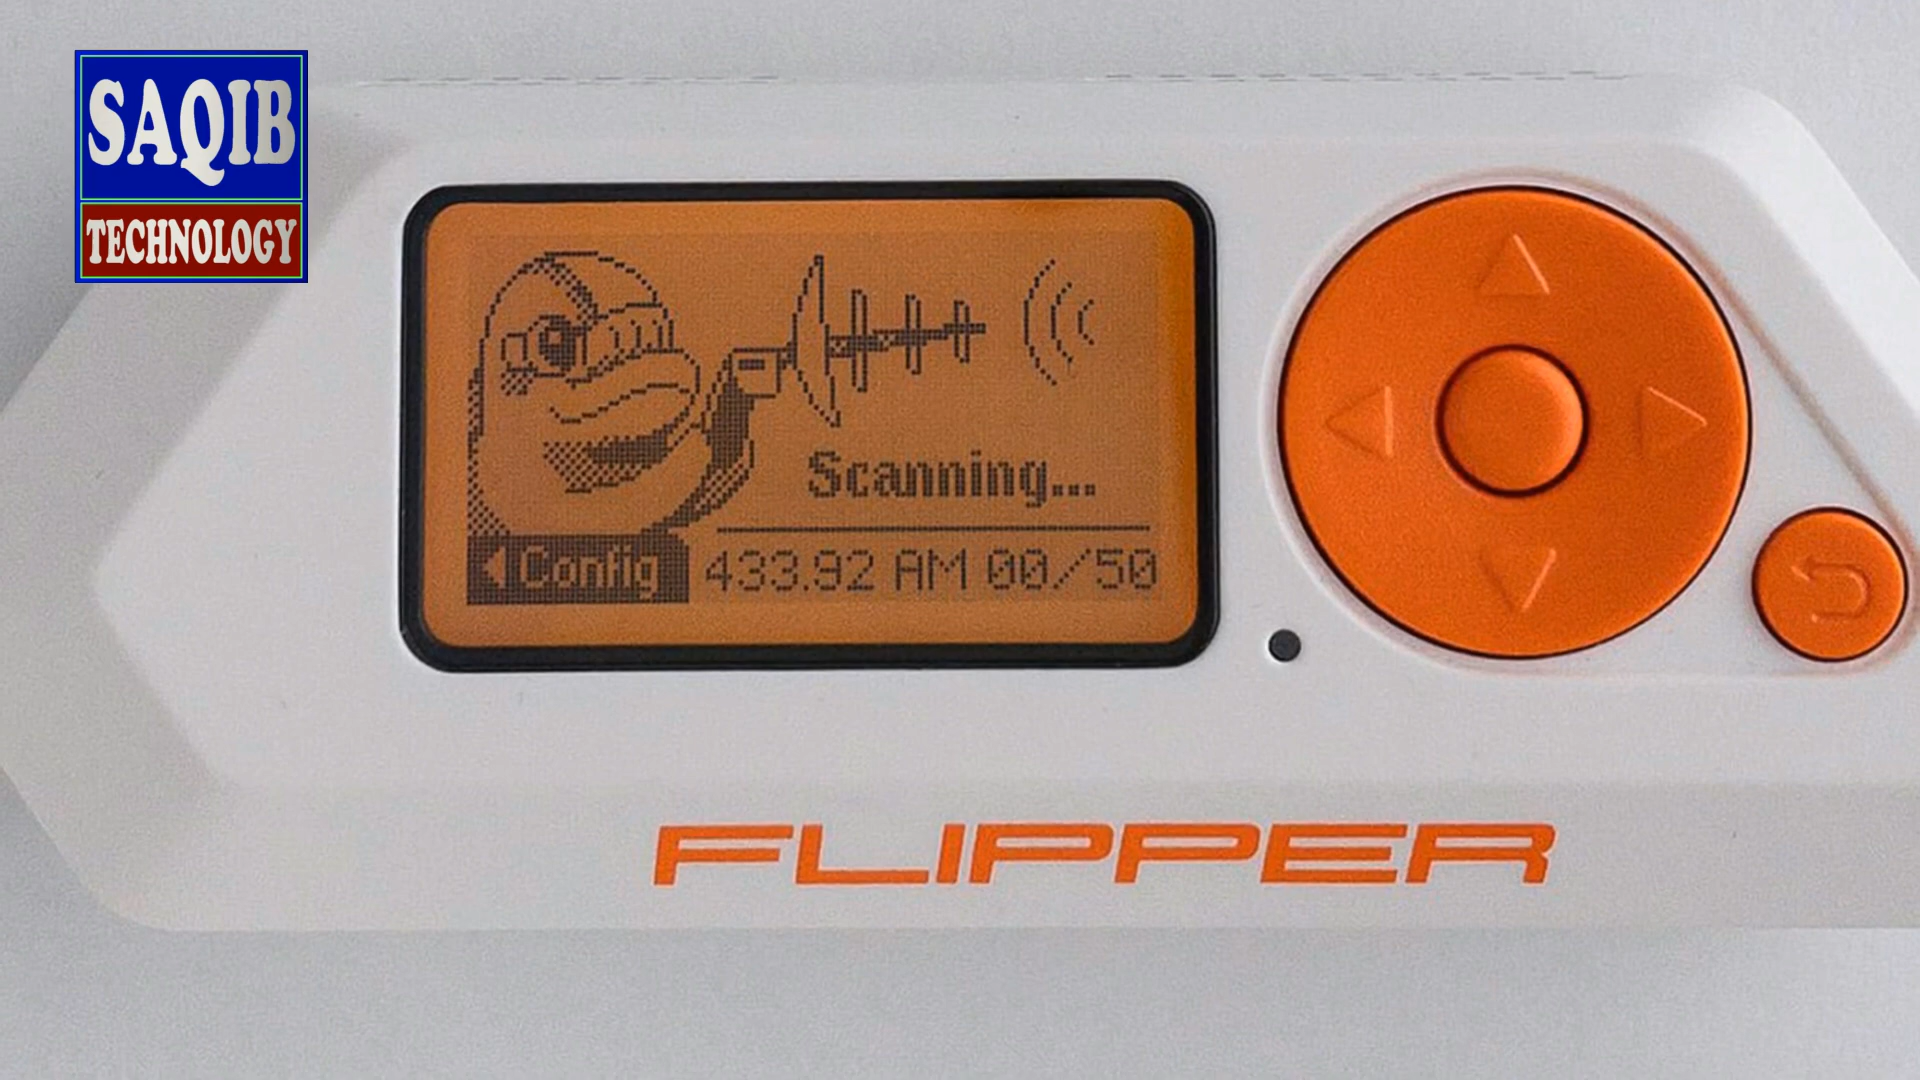 SAQIB
TECHNOLOGY
Scanning...
Config
433.92 AM 00/50
FLIPPER